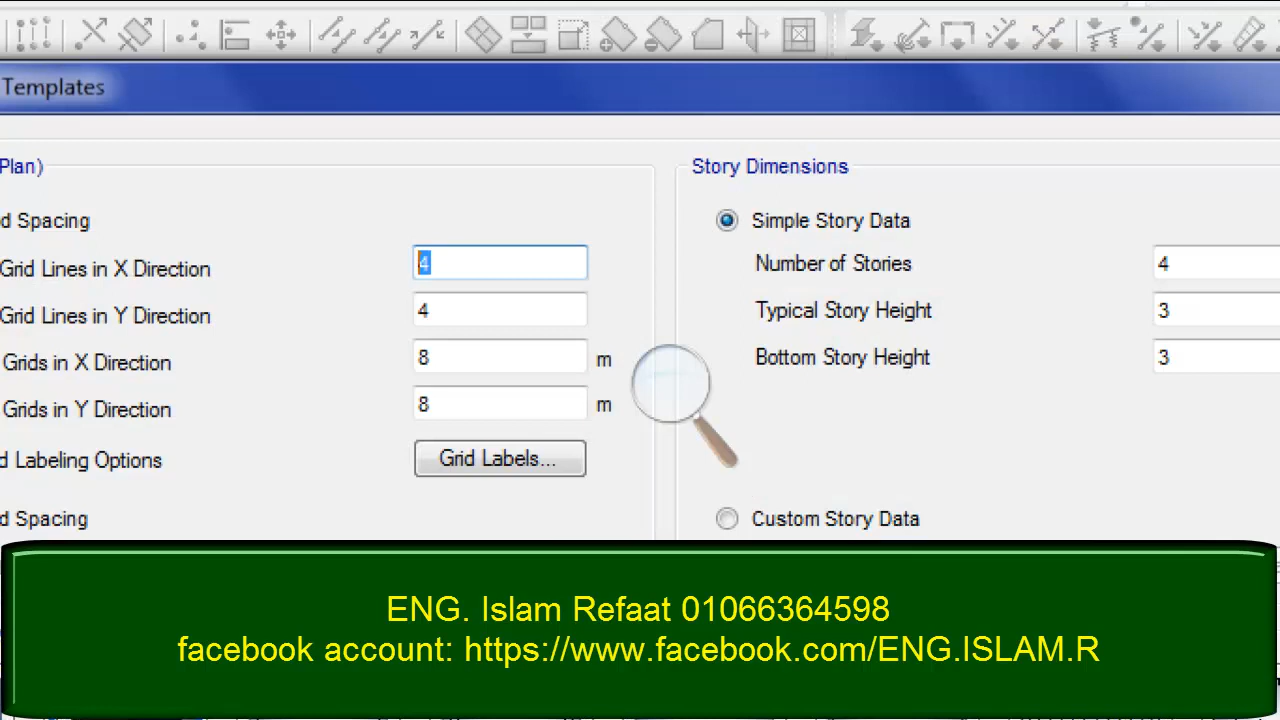 Templates
Plan)
Story Dimensions
d Spacing
Simple Story Data
Grid Lines in X Direction
4
Number of Stories
4
Grid Lines in Y Direction
4
Typical Story Height
3
Grids in X Direction
8
m
Bottom Story Height
3
Grids in Y Direction
8
m
d Labeling Options
Grid Labels...
d Spacing
Custom Story Data
ENG. Islam Refaat 01066364598
facebook account: https://www.facebook.com/ENG.ISLAM.R